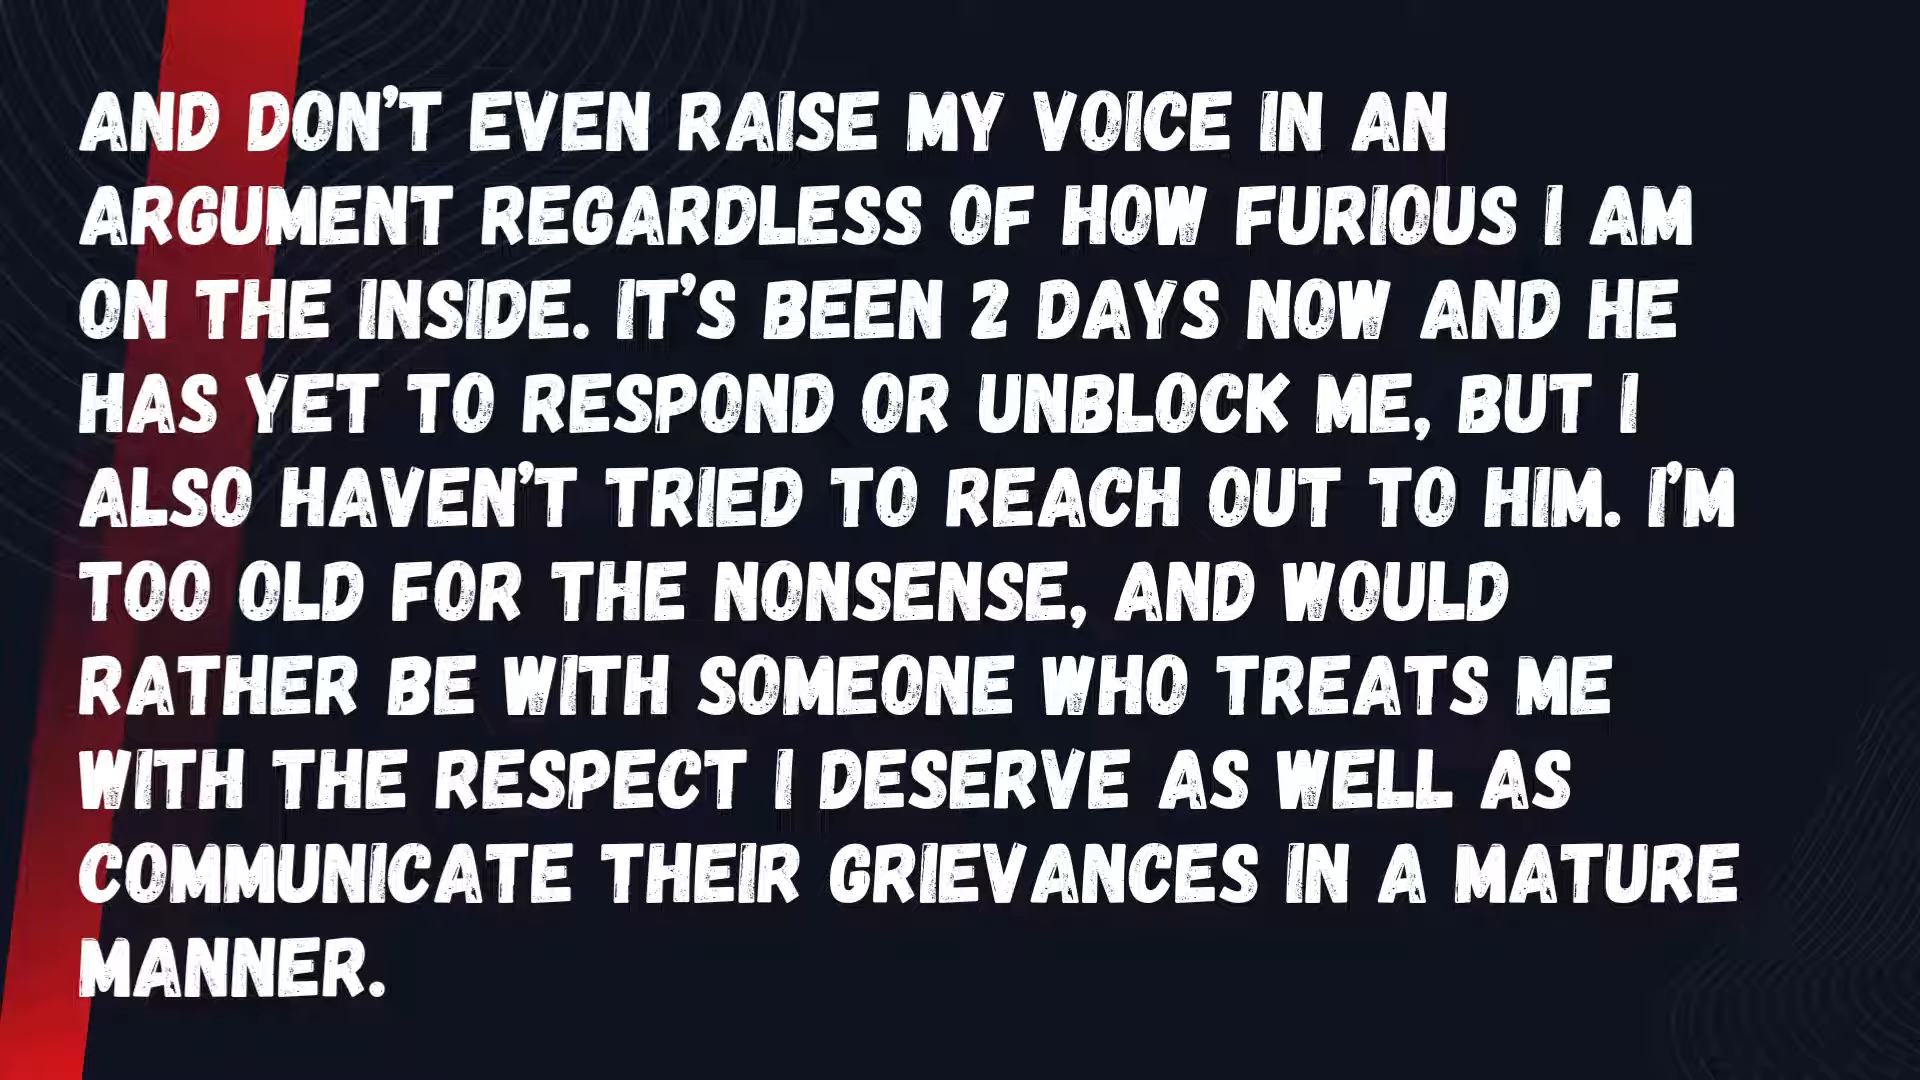 AND DON'T EVEN RAISE MY VOICE IN AN
ARGUMENT REGARDLESS OF HOW FURIOUS I AM
ON THE INSIDE. IT'S BEEN 2 DAYS NOW AND HE
HAS YET TO RESPOND OR UNBLOCK ME, BUT I
ALSO HAVEN'T TRIED TO REACH OUT TO HIM. I'M
TOO OLD FOR THE NONSENSE, AND WOULD
RATHER BE WITH SOMEONE WHO TREATS ME
WITH THE RESPECT I DESERVE AS WELL AS
COMMUNICATE THEIR GRIEVANCES IN A MATURE
MANNER.